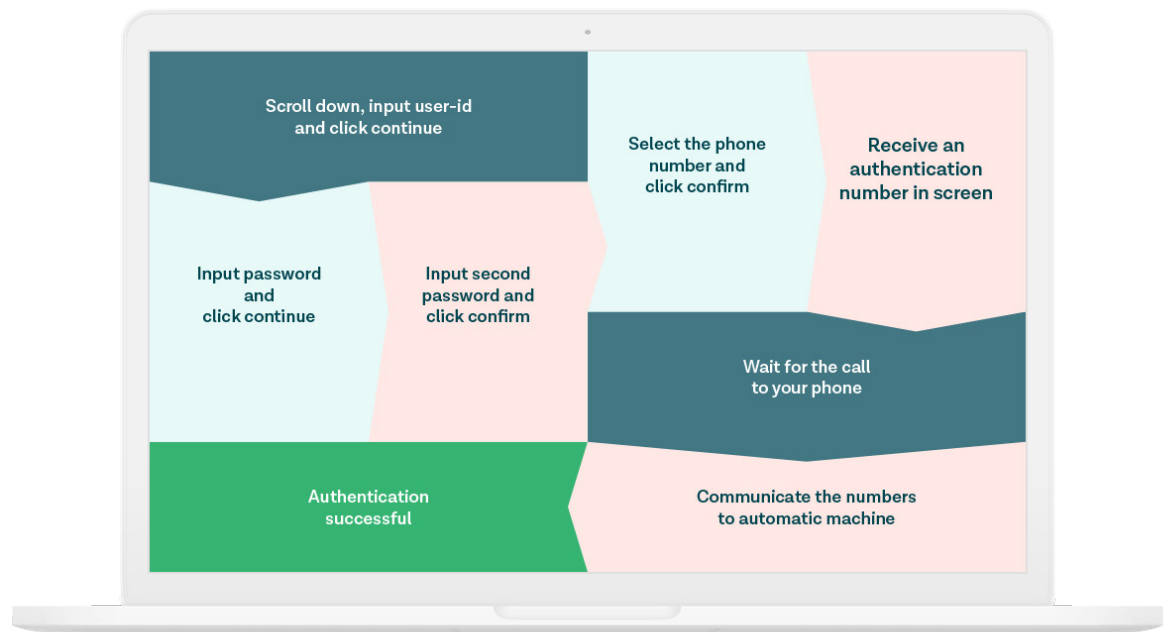 Scroll down, input user-id
and click continue
Input password
and
click continue
Input second
password and
click confirm
Select the phone
number and
click confirm
Receive an
authentication
number in screen
Wait for the call
to your phone
Communicate the numbers
to automatic machine
Authentication
successful